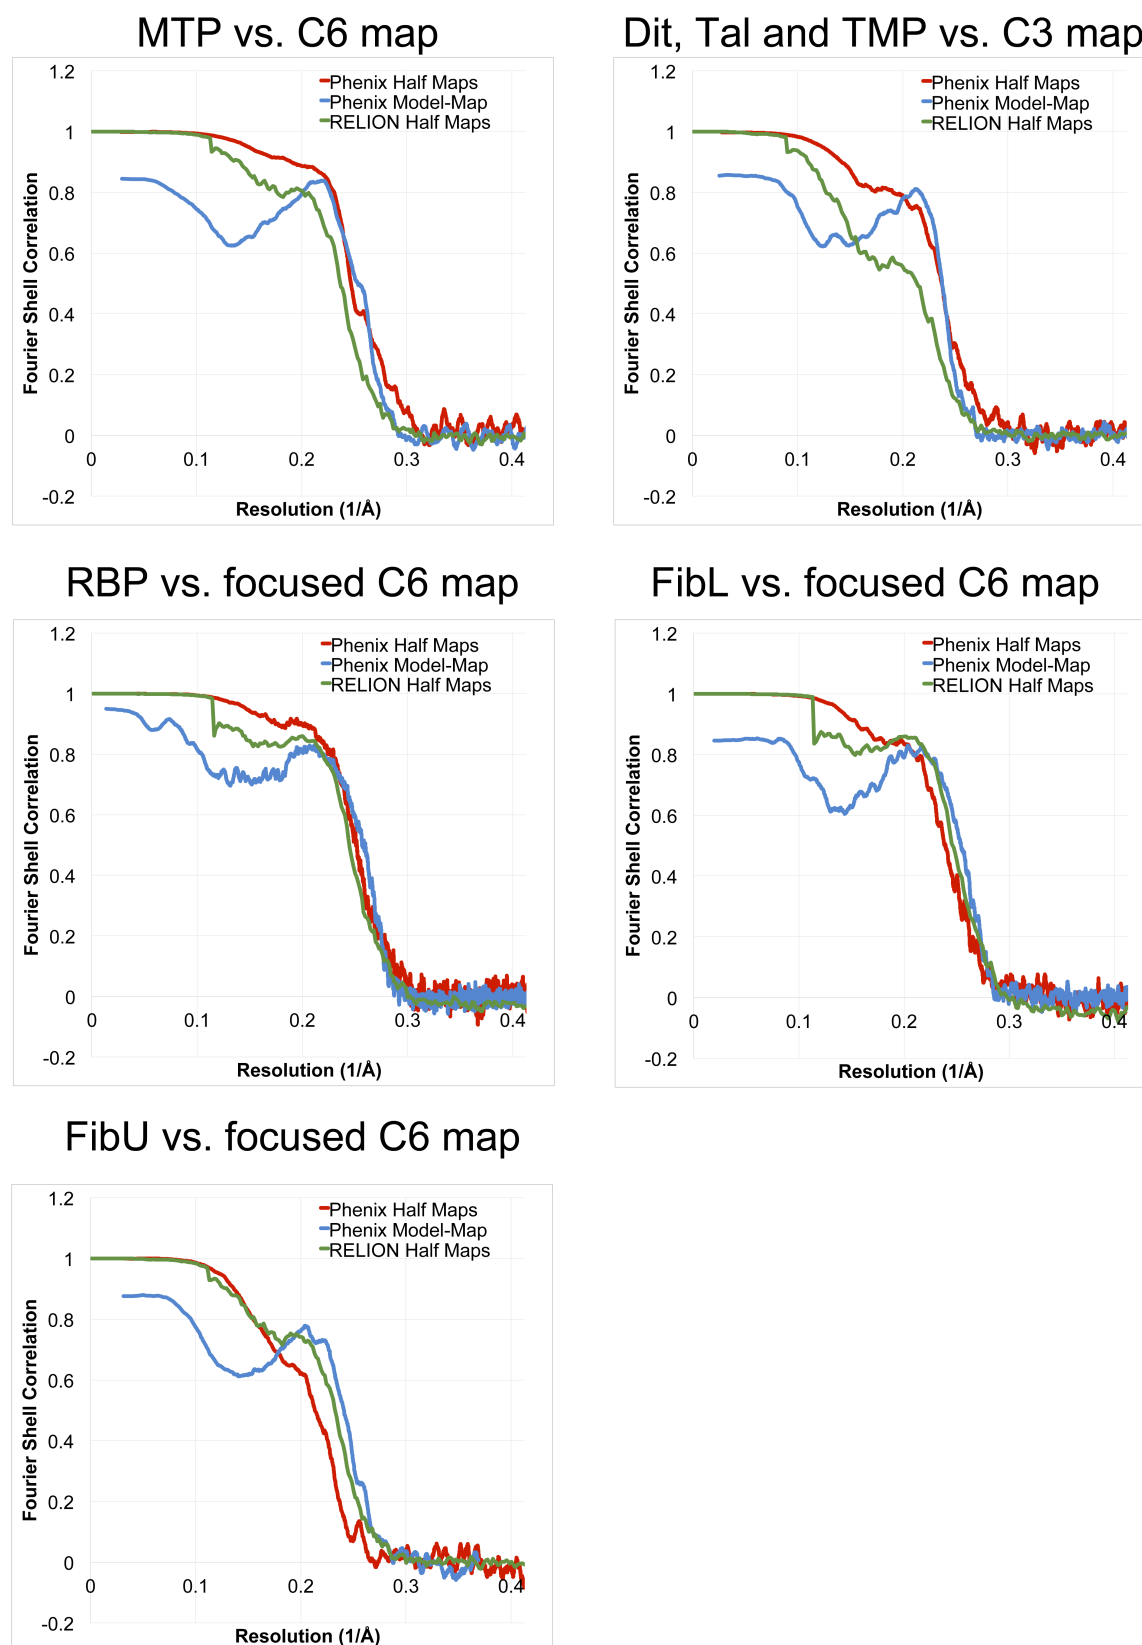 MTP vs. C6 map
1.2
1
0.8
0.6
0.4
0.2
0
-0.2
Fourier Shell Correlation
Phenix Half Maps
Phenix Model-Map
RELION Half Maps
0 0.1 0.2 0.3 0.4
Resolution (1/Å)
Dit, Tal and TMP vs. C3 map
1.2
1
0.8
0.6
0.4
0.2
0
-0.2
Fourier Shell Correlation
Phenix Half Maps
Phenix Model-Map
RELION Half Maps
0 0.1 0.2 0.3 0.4
Resolution (1/Å)
RBP vs. focused C6 map
1.2
1
0.8
0.6
0.4
0.2
0
-0.2
Fourier Shell Correlation
Phenix Half Maps
Phenix Model-Map
RELION Half Maps
0 0.1 0.2 0.3 0.4
Resolution (1/Å)
FibL vs. focused C6 map
1.2
1
0.8
0.6
0.4
0.2
0
-0.2
Fourier Shell Correlation
Phenix Half Maps
Phenix Model-Map
RELION Half Maps
0 0.1 0.2 0.3 0.4
Resolution (1/Å)
FibU vs. focused C6 map
1.2
1
0.8
0.6
0.4
0.2
0
-0.2
Fourier Shell Correlation
Phenix Half Maps
Phenix Model-Map
RELION Half Maps
0 0.1 0.2 0.3 0.4
Resolution (1/Å)